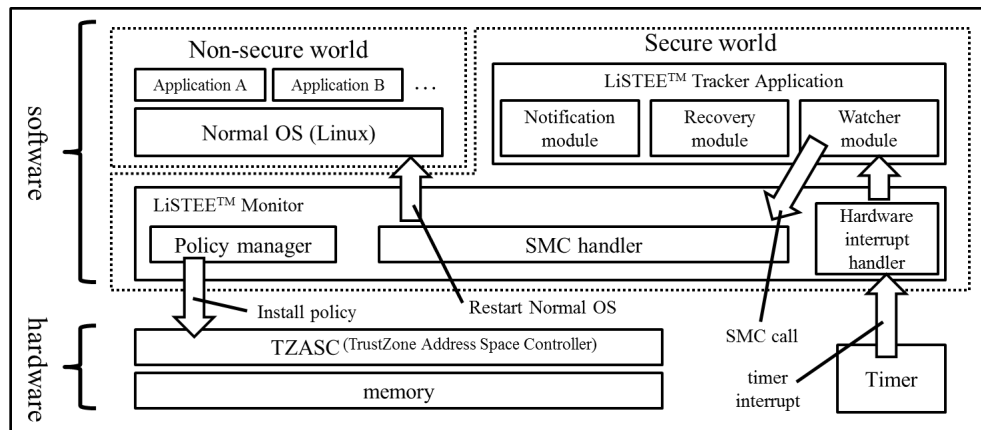 Non-secure world
Secure world
Application A
Application B
...
Normal OS (Linux)
LiSTEE™ Tracker Application
Notification
module
Recovery
module
Watcher
module
software
LiSTEE™ Monitor
Policy manager
SMC handler
Hardware
interrupt
handler
Install policy
Restart Normal OS
SMC call
hardware
TZASC (TrustZone Address Space Controller)
memory
timer
interrupt
Timer